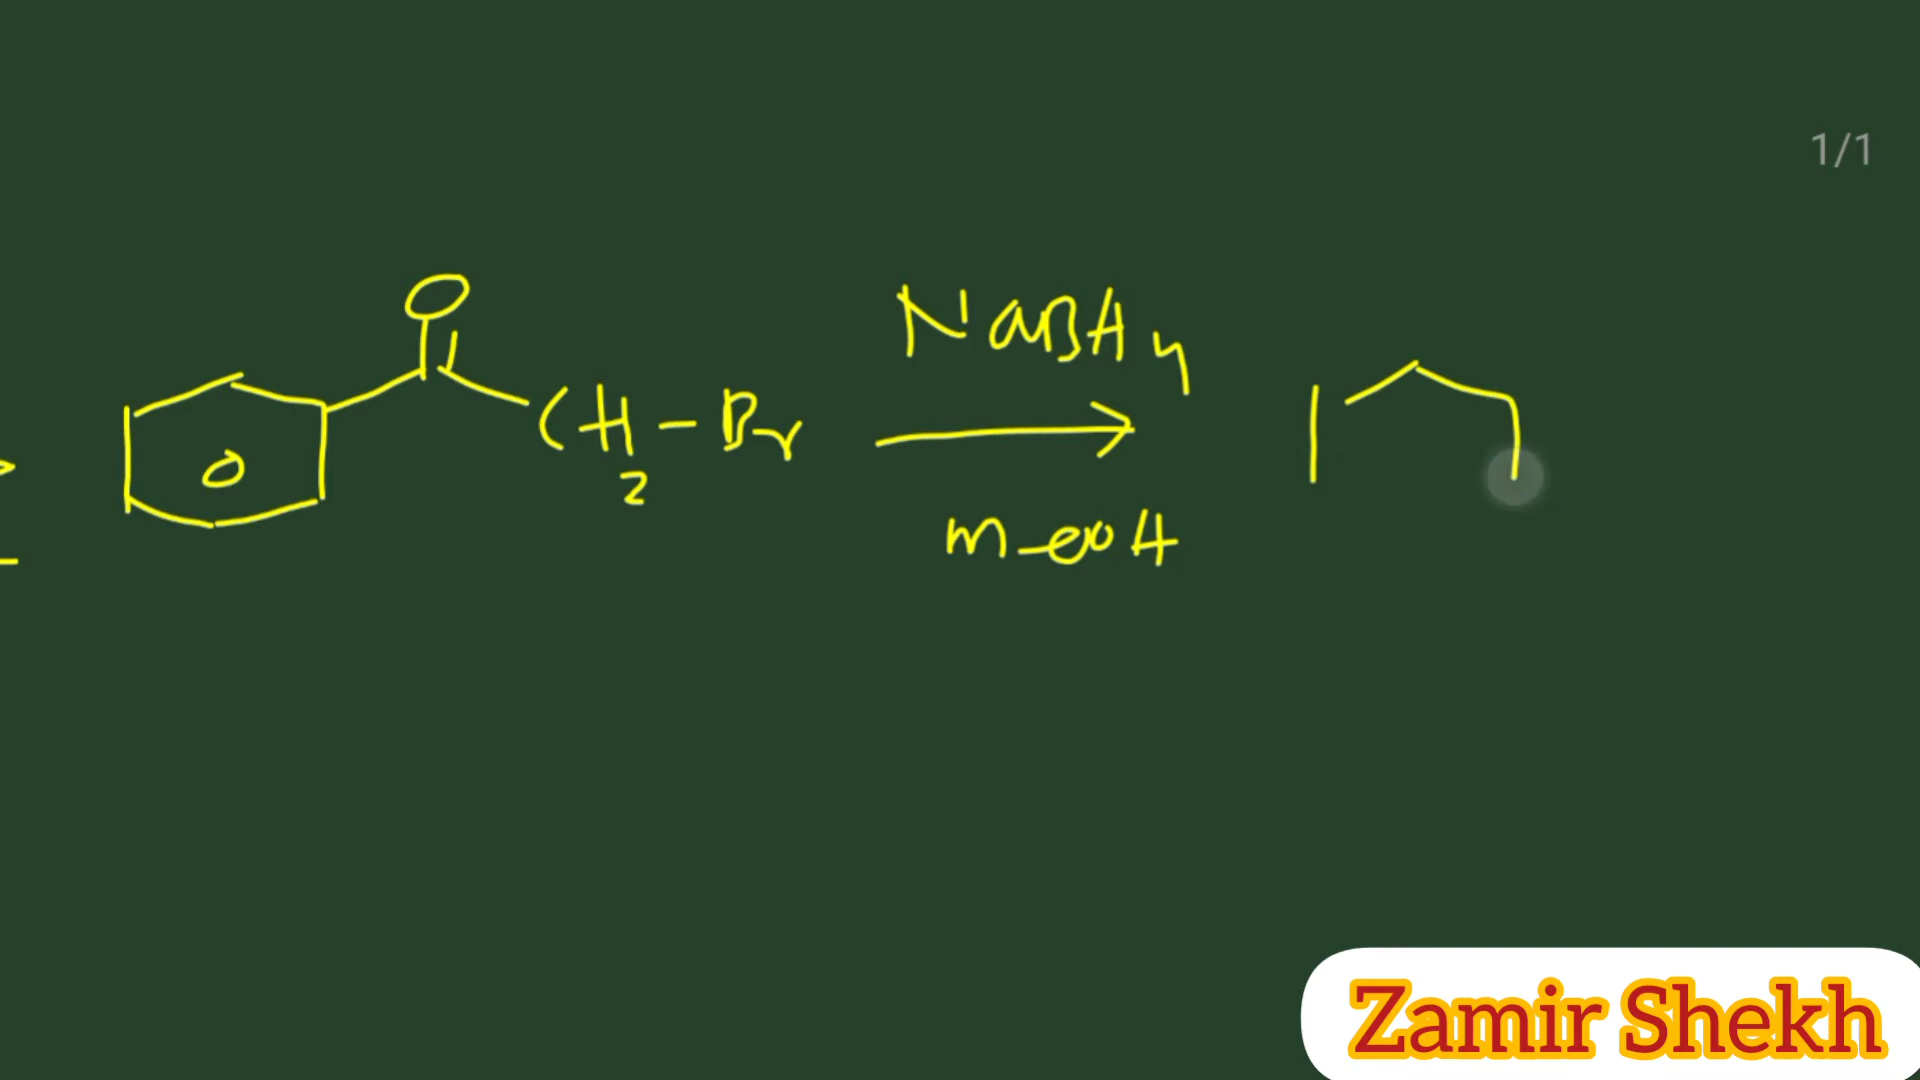 1/1
O
CH2-Br
NaBH4
O
MeOH
Zamir Shekh